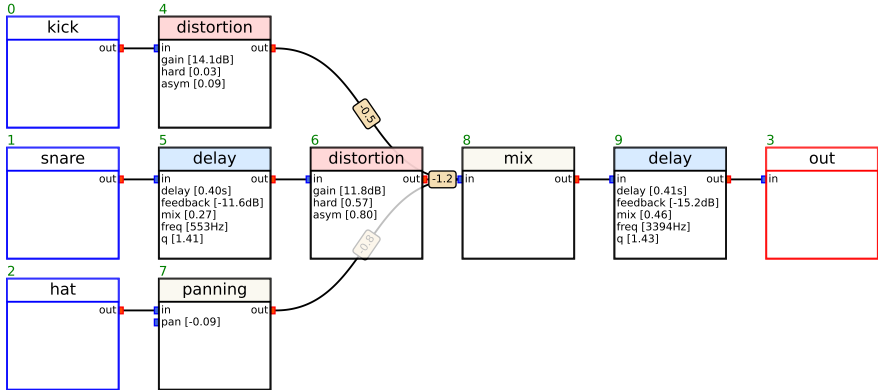 0
kick
out
4
distortion
in out
gain [14.1dB]
hard [0.03]
asym [0.09]
-0.5
1
snare
out
5
delay
in out
delay [0.40s]
feedback [-11.6dB]
mix [0.27]
freq [553Hz]
q [1.41]
6
distortion
in out
gain [11.8dB]
hard [0.57]
asym [0.80]
-1.2
8
mix
in out
9
delay
in out
delay [0.41s]
feedback [-15.2dB]
mix [0.46]
freq [3394Hz]
q [1.43]
3
out
in
-0.8
2
hat
out
7
panning
in out
pan [-0.09]